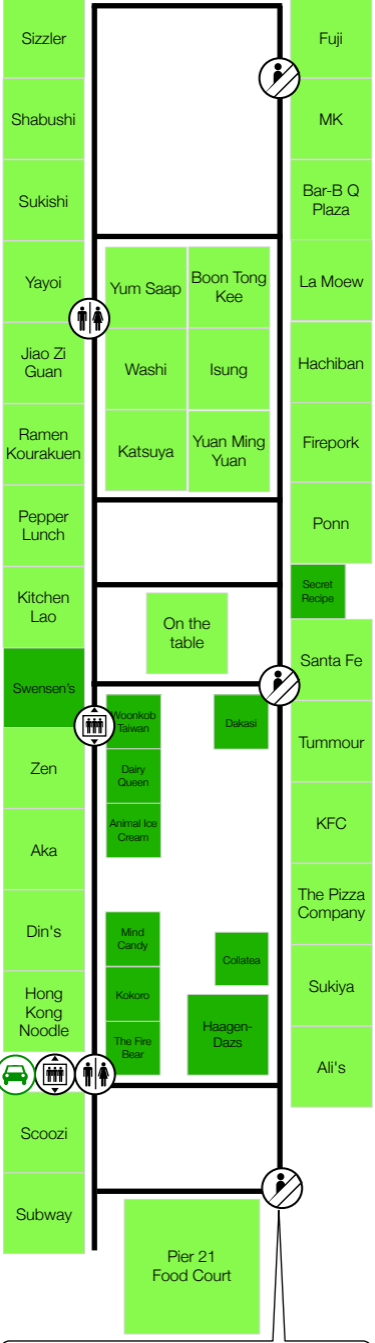 Sizzler
Shabushi
Sukishi
Yayoi
Jiao Zi
Guan
Ramen
Kourakuen
Pepper
Lunch
Kitchen
Lao
Swensen's
Zen
Aka
Din's
Hong
Kong
Noodle
Scoozi
Subway
Yum Saap
Boon Tong
Kee
Washi
Isung
Katsuya
Yuan Ming
Yuan
On the
table
Woonkob
Taiwan
Dakasi
Dairy
Queen
Animal Ice
Cream
Mind
Candy
Collatea
Kokoro
Haagen-
Dazs
The Fire
Bear
Pier 21
Food Court
Fuji
MK
Bar-B Q
Plaza
La Moew
Hachiban
Firepork
Ponn
Secret
Recipe
Santa Fe
Tummour
KFC
The Pizza
Company
Sukiya
Ali's